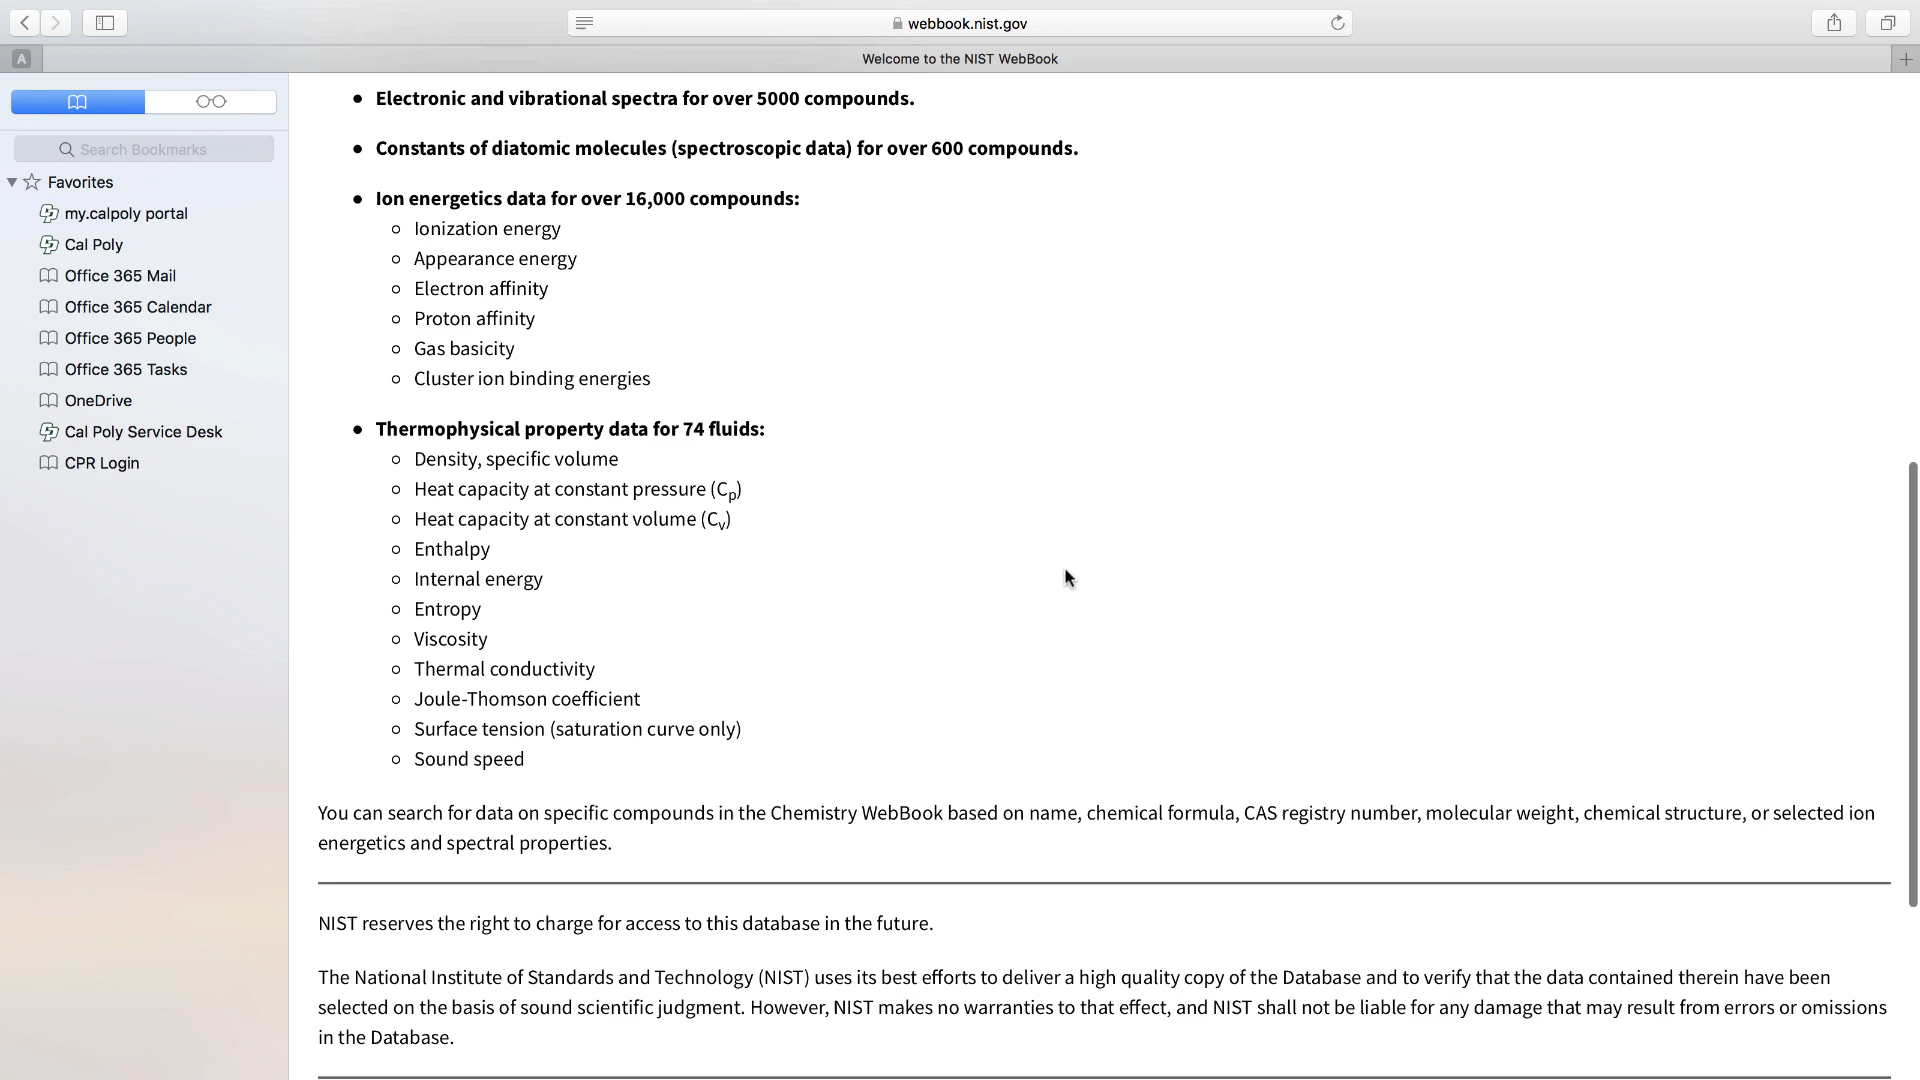 webbook.nist.gov
A
Welcome to the NIST WebBook
Search Bookmarks
Favorites
my.calpoly portal
Cal Poly
Office 365 Mail
Office 365 Calendar
Office 365 People
Office 365 Tasks
OneDrive
Cal Poly Service Desk
CPR Login
• Electronic and vibrational spectra for over 5000 compounds.
• Constants of diatomic molecules (spectroscopic data) for over 600 compounds.
• Ion energetics data for over 16,000 compounds:
○ Ionization energy
○ Appearance energy
○ Electron affinity
○ Proton affinity
○ Gas basicity
○ Cluster ion binding energies
• Thermophysical property data for 74 fluids:
○ Density, specific volume
○ Heat capacity at constant pressure (Cp)
○ Heat capacity at constant volume (Cv)
○ Enthalpy
○ Internal energy
○ Entropy
○ Viscosity
○ Thermal conductivity
○ Joule-Thomson coefficient
○ Surface tension (saturation curve only)
○ Sound speed
You can search for data on specific compounds in the Chemistry WebBook based on name, chemical formula, CAS registry number, molecular weight, chemical structure, or selected ion
energetics and spectral properties.
NIST reserves the right to charge for access to this database in the future.
The National Institute of Standards and Technology (NIST) uses its best efforts to deliver a high quality copy of the Database and to verify that the data contained therein have been
selected on the basis of sound scientific judgment. However, NIST makes no warranties to that effect, and NIST shall not be liable for any damage that may result from errors or omissions
in the Database.